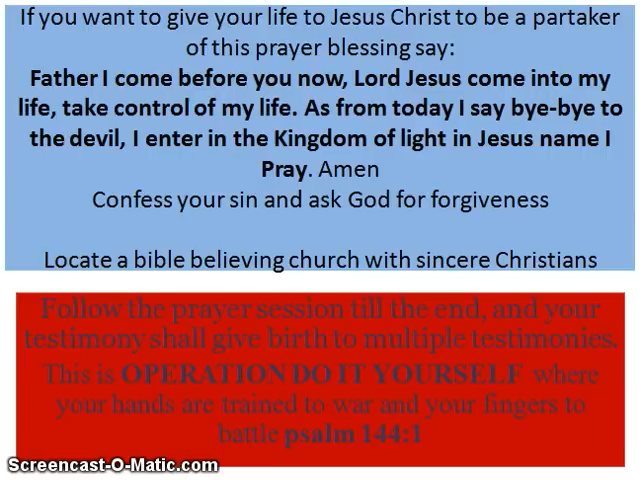 If you want to give your life to Jesus Christ to be a partaker
of this prayer blessing say:
Father I come before you now, Lord Jesus come into my
life, take control of my life. As from today I say bye-bye to
the devil, I enter in the Kingdom of light in Jesus name I
Pray. Amen
Confess your sin and ask God for forgiveness
Locate a bible believing church with sincere Christians
Follow the prayer session till the end, and your
testimony shall give birth to multiple testimonies.
This is OPERATION DO IT YOURSELF where
your hands are trained to war and your fingers to
battle psalm 144:1
Screencast-O-Matic.com